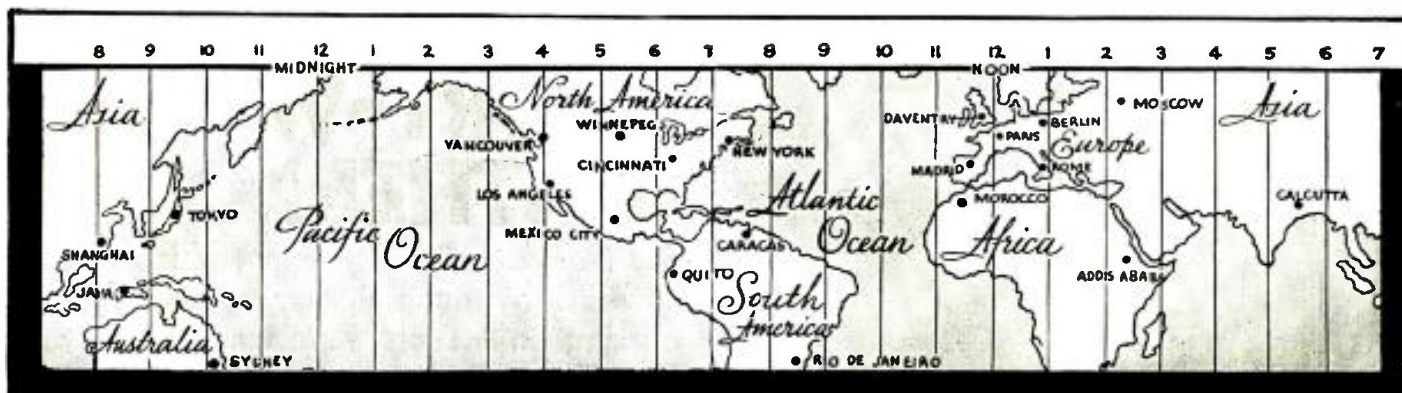 8 9 10 11 12 1 2 3 4 5 6 7 8 9 10 11 12 1 2 3 4 5 6 7
MIDNIGHT NOON
Asia North America Asia
WINNEPEG DAVENTRY MOSCOW
VANCOUVER NEW YORK PARIS BERLIN
CINCINNATI Europe
LOS ANGELES MADRID ROME
TOKYO Atlantic MOROCCO CALCUTTA
Pacific MEXICO CITY CARACAS Ocean Africa
SHANGHAI Ocean
QUITO ADDIS ABABA
JAVA South
Australia Americas
SYDNEY RIO DE JANEIRO